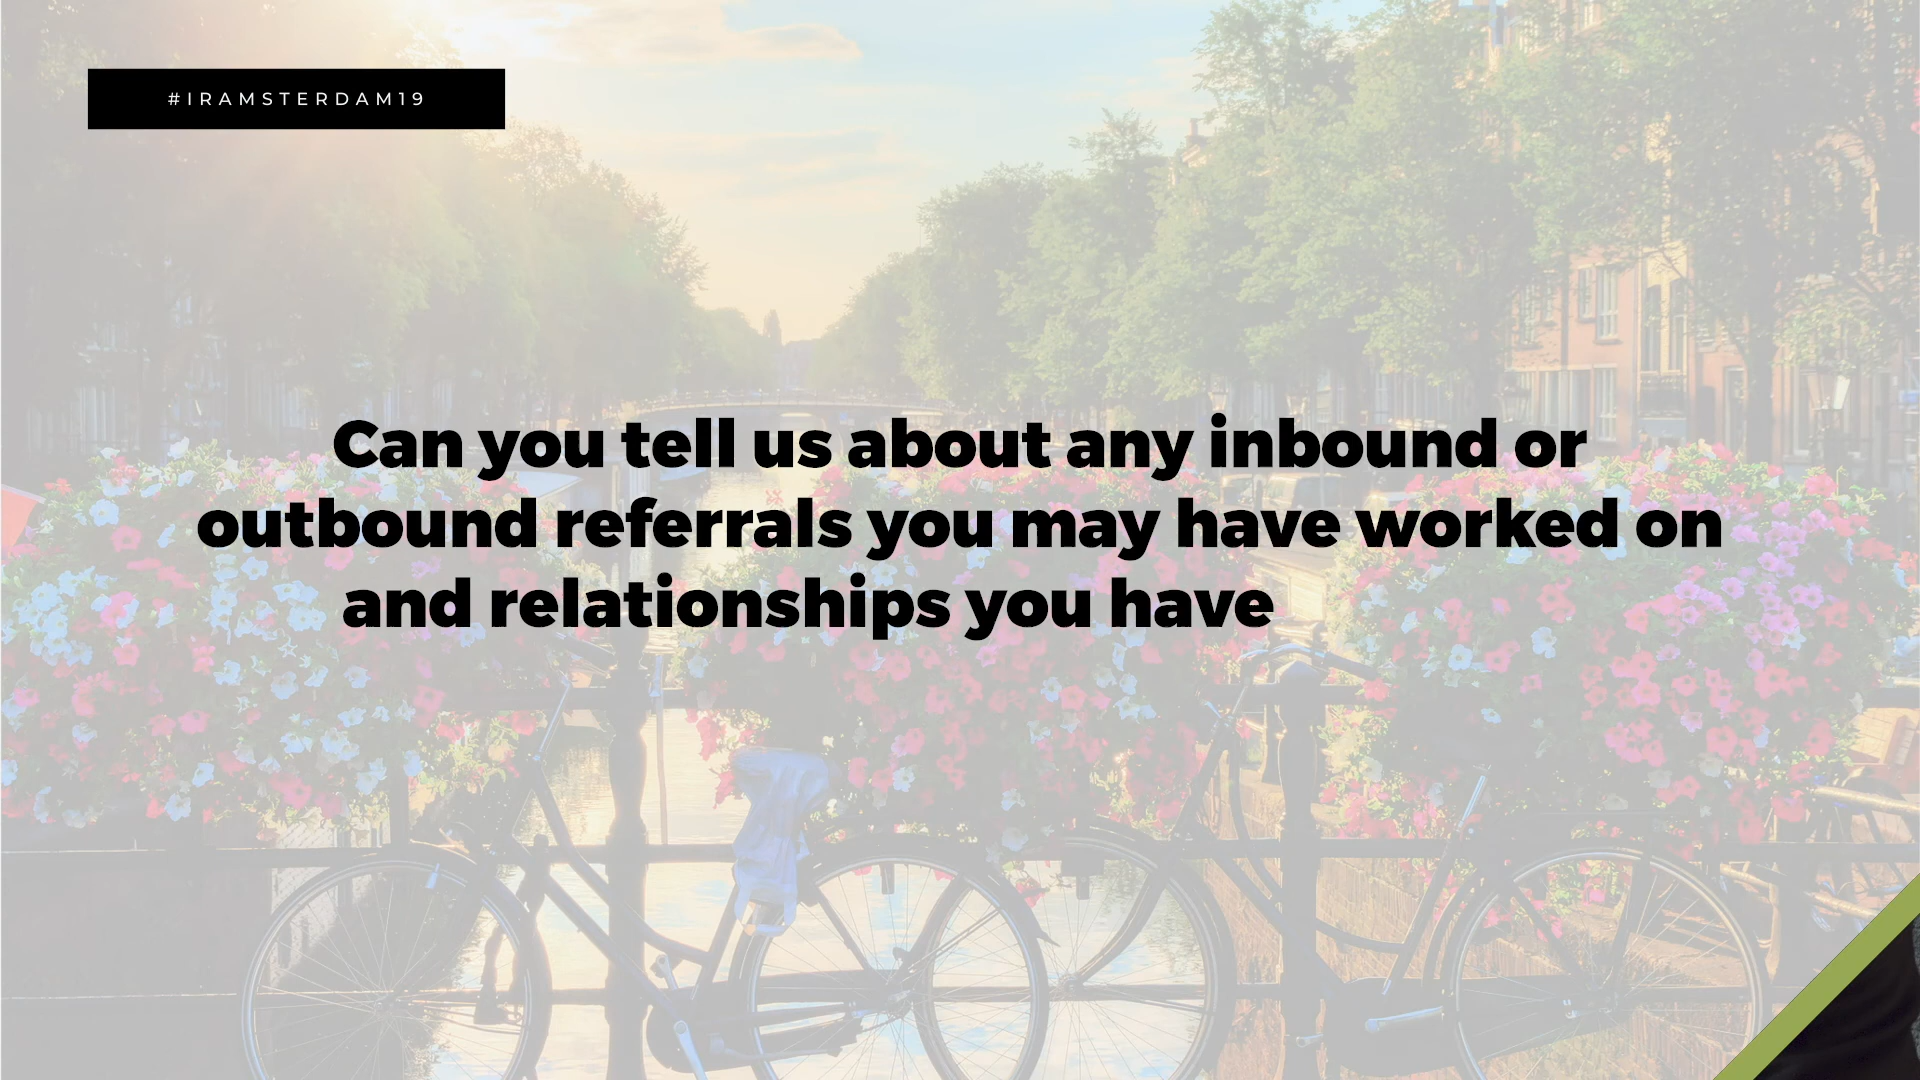 #IRAMSTERDAM19
Can you tell us about any inbound or
outbound referrals you may have worked on
and relationships you have